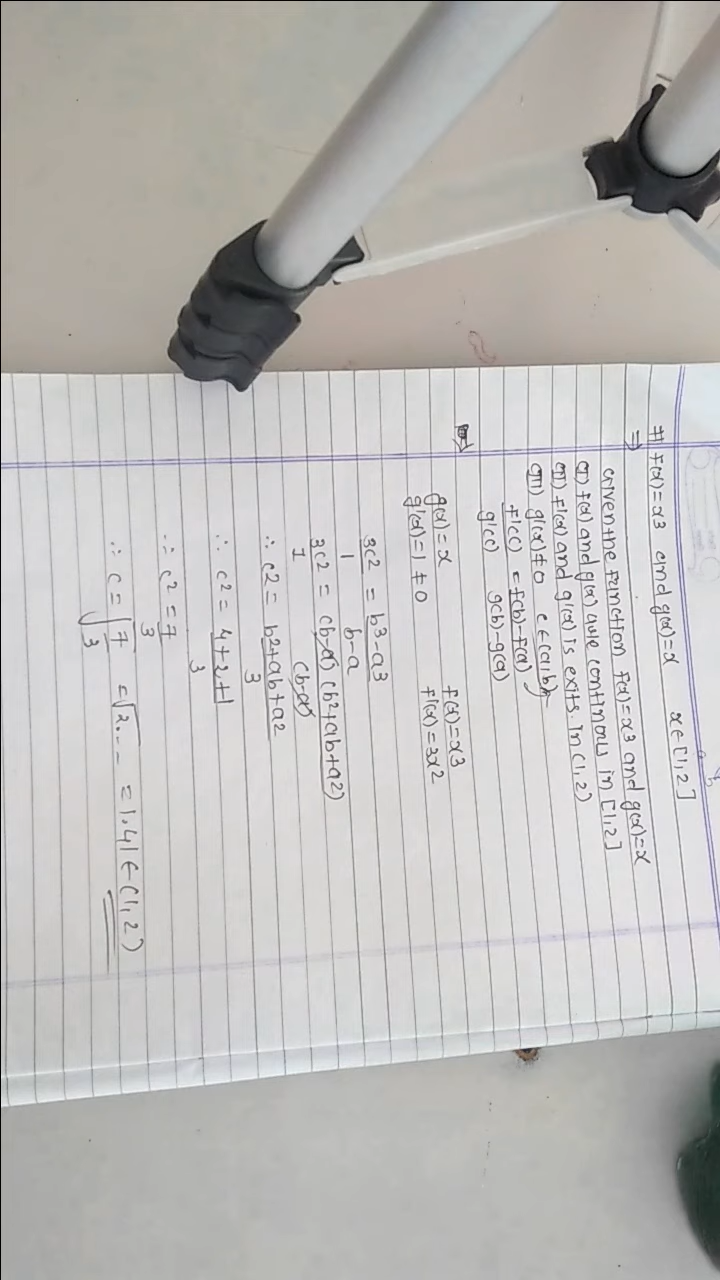 # f(x)=x3 and g(x)=x x∈[1,2]
a b
⇒ Given the function f(x)=x3 and g(x)=x
(I) f(x) and g(x) are continous in [1,2]
(II) f'(x) and g'(x) is exits. In (1,2)
(III) g'(x)≠0 c∈(a,b)
f'(c) = f(b)-f(a)
g'(c) g(b)-g(a)
g(x)=x f(x)=x3
g'(x)=1≠0 f'(x)=3x2
3c2 = b3-a3
1 b-a
3c2 = (b-a) (b2+ab+a2)
1 (b-a)
∴ c2 = b2+ab+a2
3
∴ c2 = 4+2+1
3
∴ c2 = 7
3
∴ c = √7 = √2.... = 1.41 ∈ (1,2)
3